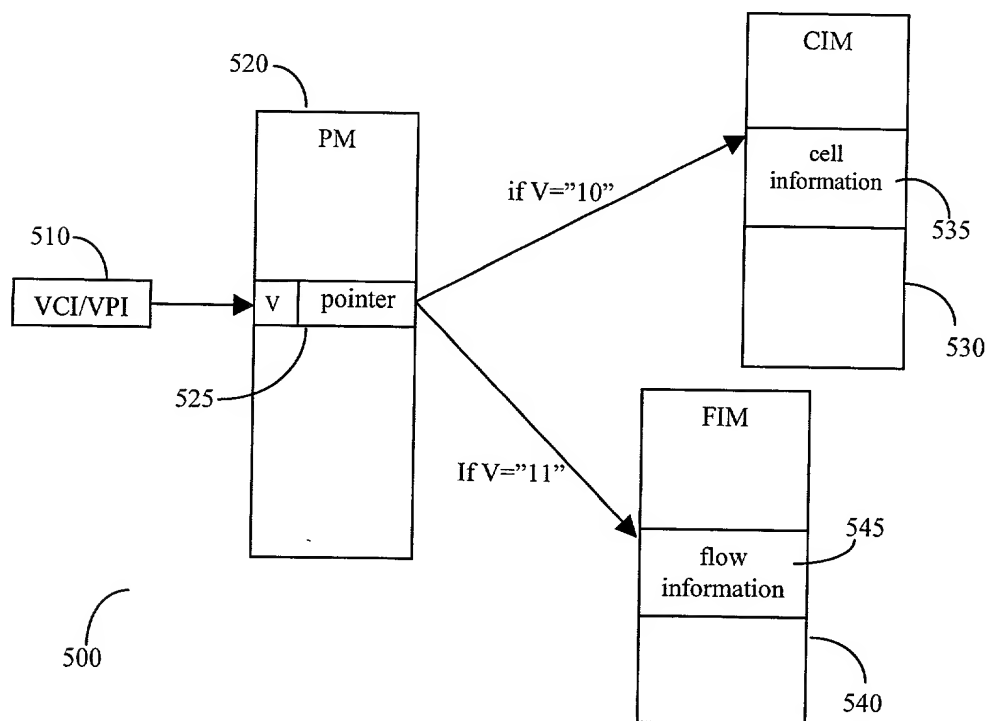 CIM
520
PM
cell
information
if V=”10”
535
510
VCI/VPI
V
pointer
530
525
FIM
If V=”11”
545
flow
information
500
540